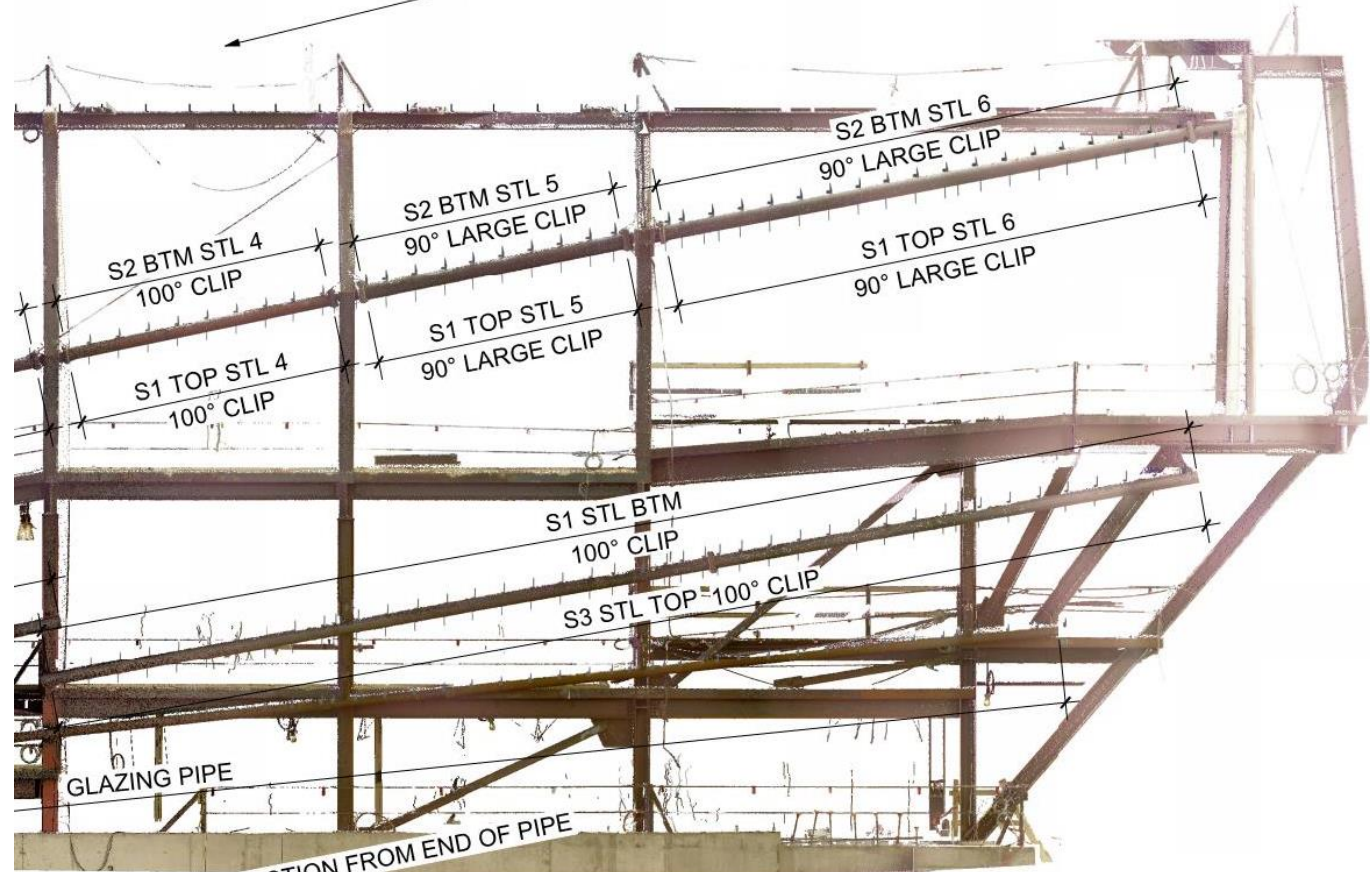 S2 BTM STL 6
90° LARGE CLIP
S2 BTM STL 5
90° LARGE CLIP
S2 BTM STL 4
100° CLIP
S1 TOP STL 6
90° LARGE CLIP
S1 TOP STL 5
90° LARGE CLIP
S1 TOP STL 4
100° CLIP
S1 STL BTM
100° CLIP
S3 STL TOP 100° CLIP
GLAZING PIPE
TION FROM END OF PIPE